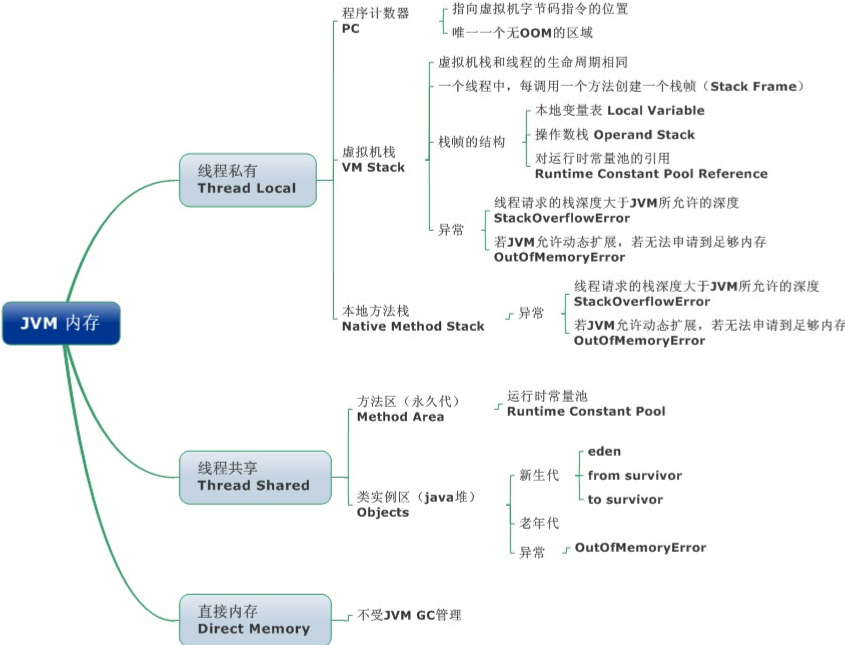 JVM 内存
线程私有
Thread Local
程序计数器
PC
指向虚拟机字节码指令的位置
唯一一个无OOM的区域
虚拟机栈
VM Stack
虚拟机栈和线程的生命周期相同
一个线程中，每调用一个方法创建一个栈帧（Stack Frame）
栈帧的结构
本地变量表 Local Variable
操作数栈 Operand Stack
对运行时常量池的引用
Runtime Constant Pool Reference
异常
线程请求的栈深度大于JVM所允许的深度
StackOverflowError
若JVM允许动态扩展，若无法申请到足够内存
OutOfMemoryError
本地方法栈
Native Method Stack
异常
线程请求的栈深度大于JVM所允许的深度
StackOverflowError
若JVM允许动态扩展，若无法申请到足够内存
OutOfMemoryError
线程共享
Thread Shared
方法区（永久代）
Method Area
运行时常量池
Runtime Constant Pool
类实例区（java堆）
Objects
新生代
eden
from survivor
to survivor
老年代
异常
OutOfMemoryError
直接内存
Direct Memory
不受JVM GC管理